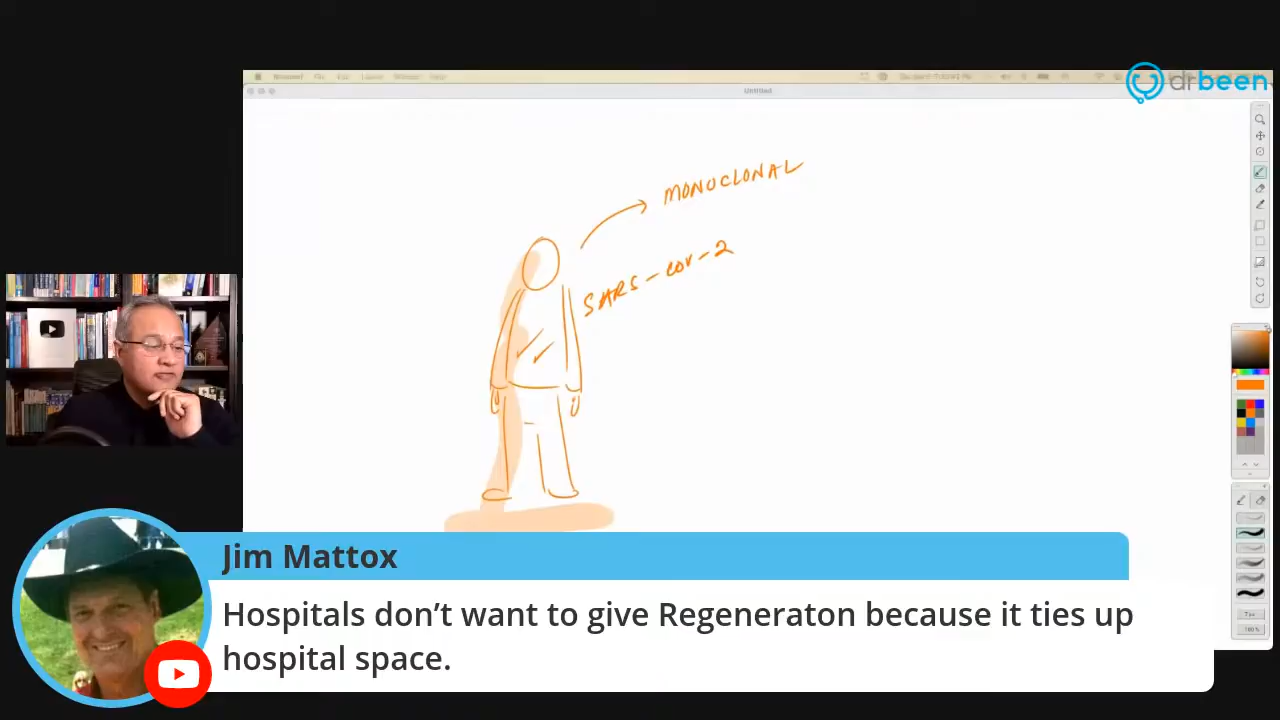 drbeen
Untitled
MONOCLONAL
SARS-COV-2
Jim Mattox
Hospitals don't want to give Regeneraton because it ties up
hospital space.